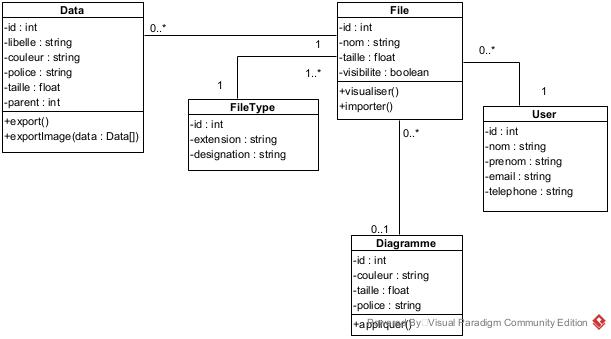 Data
-id : int
-libelle : string
-couleur : string
-police : string
-taille : float
-parent : int
+export()
+exportImage(data : Data[])
0..*
1
File
-id : int
-nom : string
-taille : float
-visibilite : boolean
+visualiser()
+importer()
1..*
1
FileType
-id : int
-extension : string
-designation : string
0..*
1
User
-id : int
-nom : string
-prenom : string
-email : string
-telephone : string
0..*
0..1
Diagramme
-id : int
-couleur : string
-taille : float
-police : string
+appliquer()
Powered By Visual Paradigm Community Edition